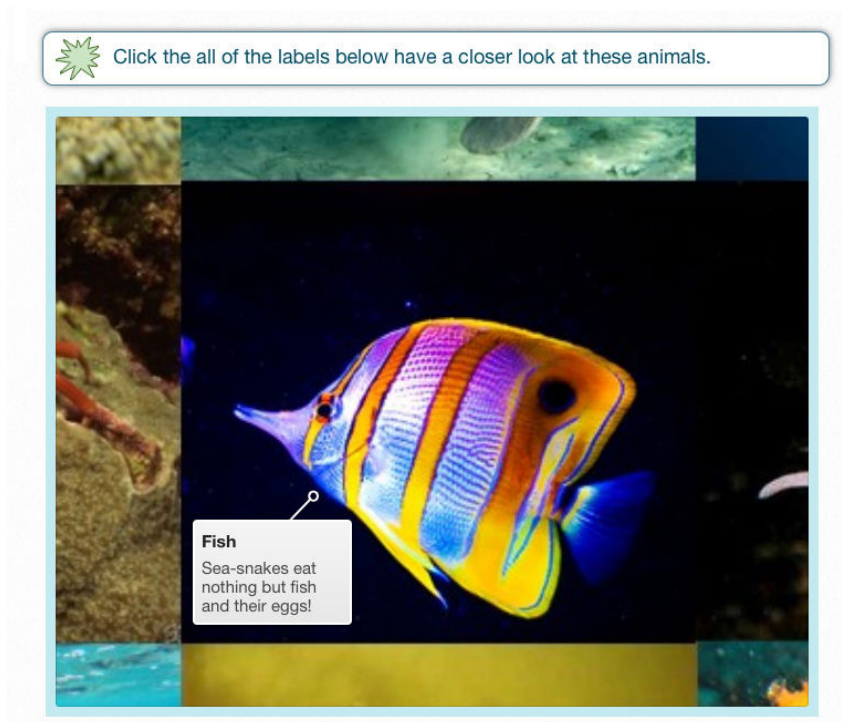 Click the all of the labels below have a closer look at these animals.
Fish
Sea-snakes eat
nothing but fish
and their eggs!